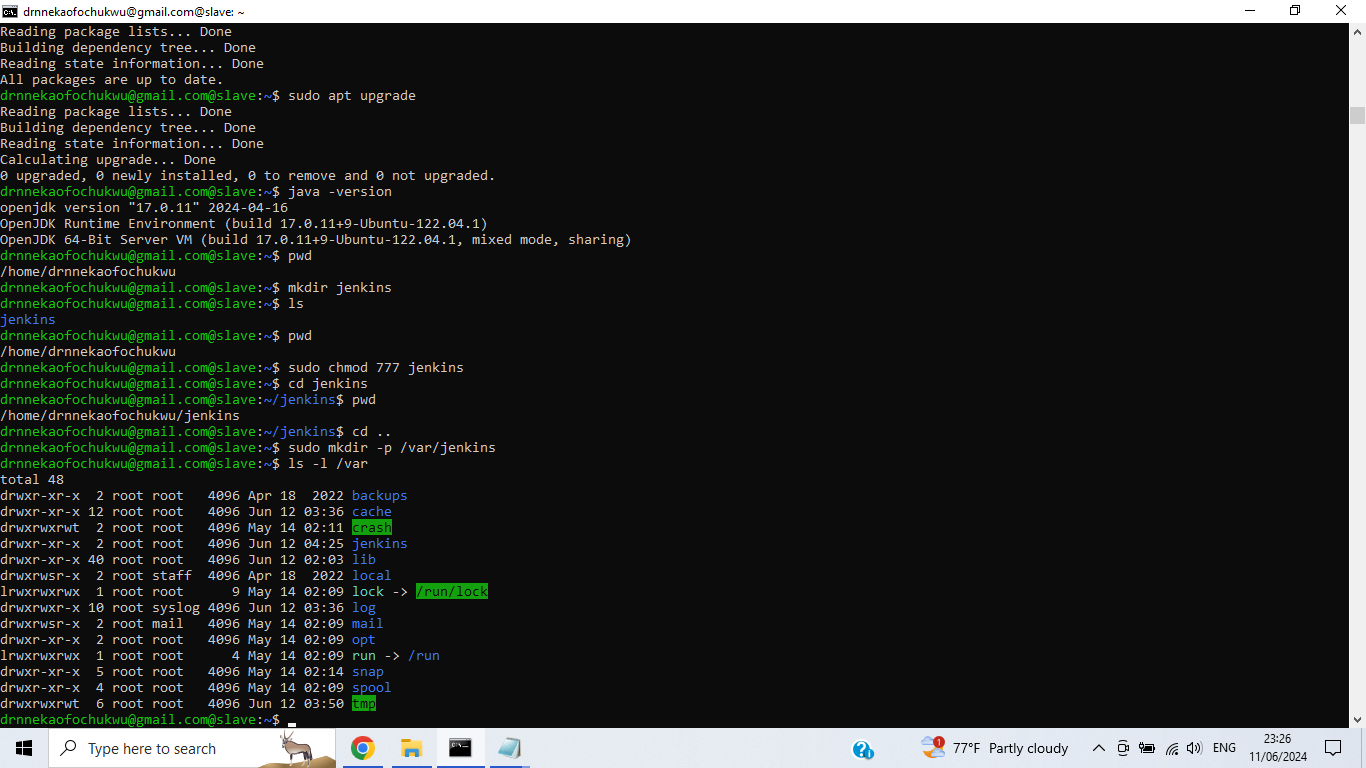 drnnekaofochukwu@gmail.com@slave: ~
Reading package lists... Done
Building dependency tree... Done
Reading state information... Done
All packages are up to date.
drnnekaofochukwu@gmail.com@slave:~$ sudo apt upgrade
Reading package lists... Done
Building dependency tree... Done
Reading state information... Done
Calculating upgrade... Done
0 upgraded, 0 newly installed, 0 to remove and 0 not upgraded.
drnnekaofochukwu@gmail.com@slave:~$ java -version
openjdk version "17.0.11" 2024-04-16
OpenJDK Runtime Environment (build 17.0.11+9-Ubuntu-122.04.1)
OpenJDK 64-Bit Server VM (build 17.0.11+9-Ubuntu-122.04.1, mixed mode, sharing)
drnnekaofochukwu@gmail.com@slave:~$ pwd
/home/drnnekaofochukwu
drnnekaofochukwu@gmail.com@slave:~$ mkdir jenkins
drnnekaofochukwu@gmail.com@slave:~$ ls
jenkins
drnnekaofochukwu@gmail.com@slave:~$ pwd
/home/drnnekaofochukwu
drnnekaofochukwu@gmail.com@slave:~$ sudo chmod 777 jenkins
drnnekaofochukwu@gmail.com@slave:~$ cd jenkins
drnnekaofochukwu@gmail.com@slave:~/jenkins$ pwd
/home/drnnekaofochukwu/jenkins
drnnekaofochukwu@gmail.com@slave:~/jenkins$ cd ..
drnnekaofochukwu@gmail.com@slave:~$ sudo mkdir -p /var/jenkins
drnnekaofochukwu@gmail.com@slave:~$ ls -l /var
total 48
drwxr-xr-x  2 root root   4096 Apr 18  2022 backups
drwxr-xr-x 12 root root   4096 Jun 12 03:36 cache
drwxrwxrwt  2 root root   4096 May 14 02:11 crash
drwxr-xr-x  2 root root   4096 Jun 12 04:25 jenkins
drwxr-xr-x 40 root root   4096 Jun 12 02:03 lib
drwxrwsr-x  2 root staff  4096 Apr 18  2022 local
lrwxrwxrwx  1 root root      9 May 14 02:09 lock -> /run/lock
drwxrwxr-x 10 root syslog 4096 Jun 12 03:36 log
drwxrwsr-x  2 root mail   4096 May 14 02:09 mail
drwxr-xr-x  2 root root   4096 May 14 02:09 opt
lrwxrwxrwx  1 root root      4 May 14 02:09 run -> /run
drwxr-xr-x  5 root root   4096 May 14 02:14 snap
drwxr-xr-x  4 root root   4096 May 14 02:09 spool
drwxrwxrwt  6 root root   4096 Jun 12 03:50 tmp
drnnekaofochukwu@gmail.com@slave:~$
Type here to search
1
77°F Partly cloudy
ENG
23:26
11/06/2024